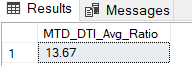 Results Messages
MTD_DTI_Avg_Ratio
1 13.67